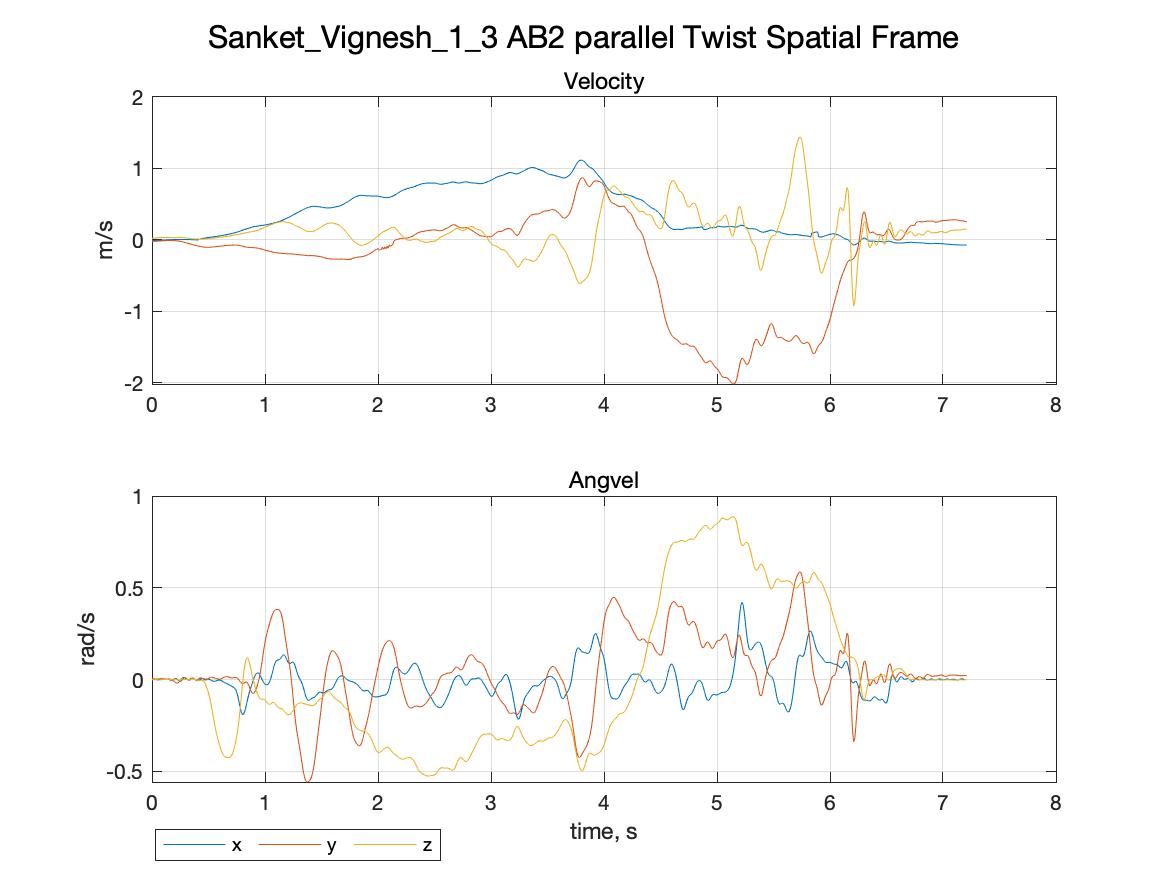 Sanket_Vignesh_1_3 AB2 parallel Twist Spatial Frame
Velocity
2
1
0
-1
-2
m/s
0 1 2 3 4 5 6 7 8
Angvel
1
0.5
0
-0.5
rad/s
0 1 2 3 4 5 6 7 8
time, s
x y z